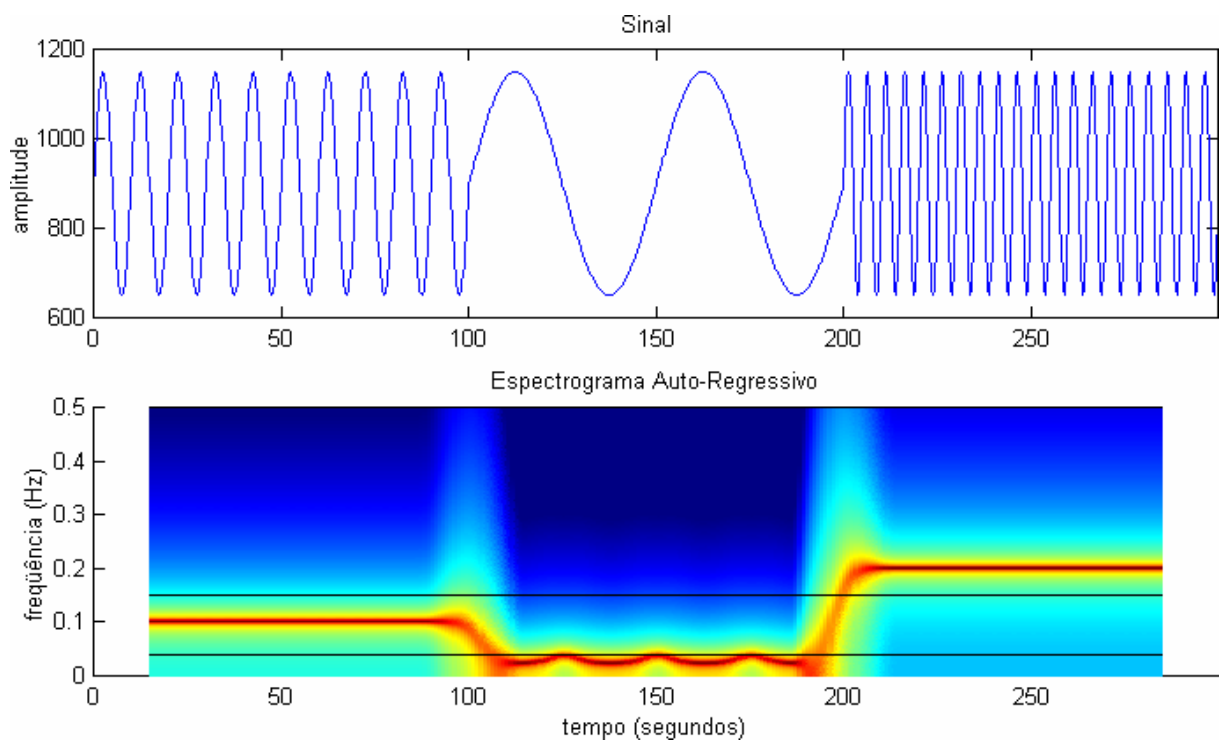 Sinal
1200
1000
800
600
amplitude
0 50 100 150 200 250
Espectrograma Auto-Regressivo
0.5
0.4
0.3
0.2
0.1
0
freqüência (Hz)
0 50 100 150 200 250
tempo (segundos)